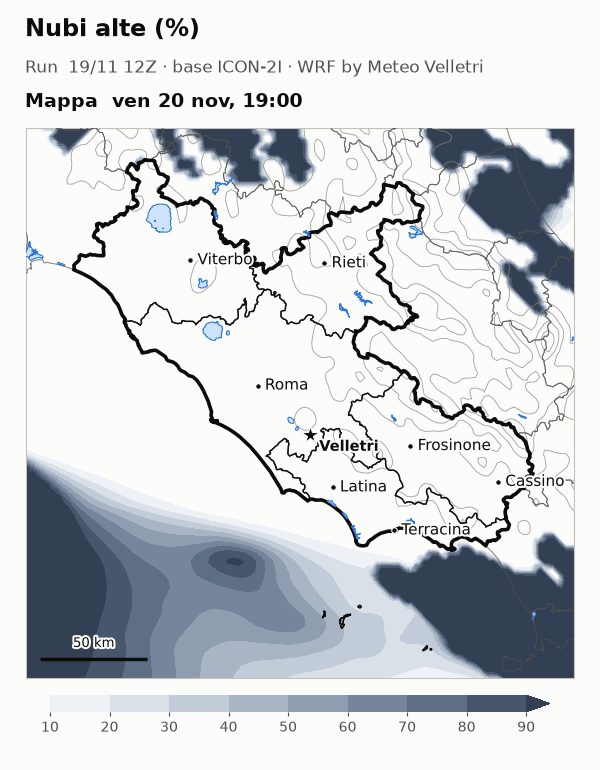 Nubi alte (%)
Run  19/11 12Z · base ICON-2I · WRF by Meteo Velletri
Mappa  ven 20 nov, 19:00
Viterbo
Rieti
Roma
Velletri
Frosinone
Cassino
Latina
Terracina
50 km
10 20 30 40 50 60 70 80 90